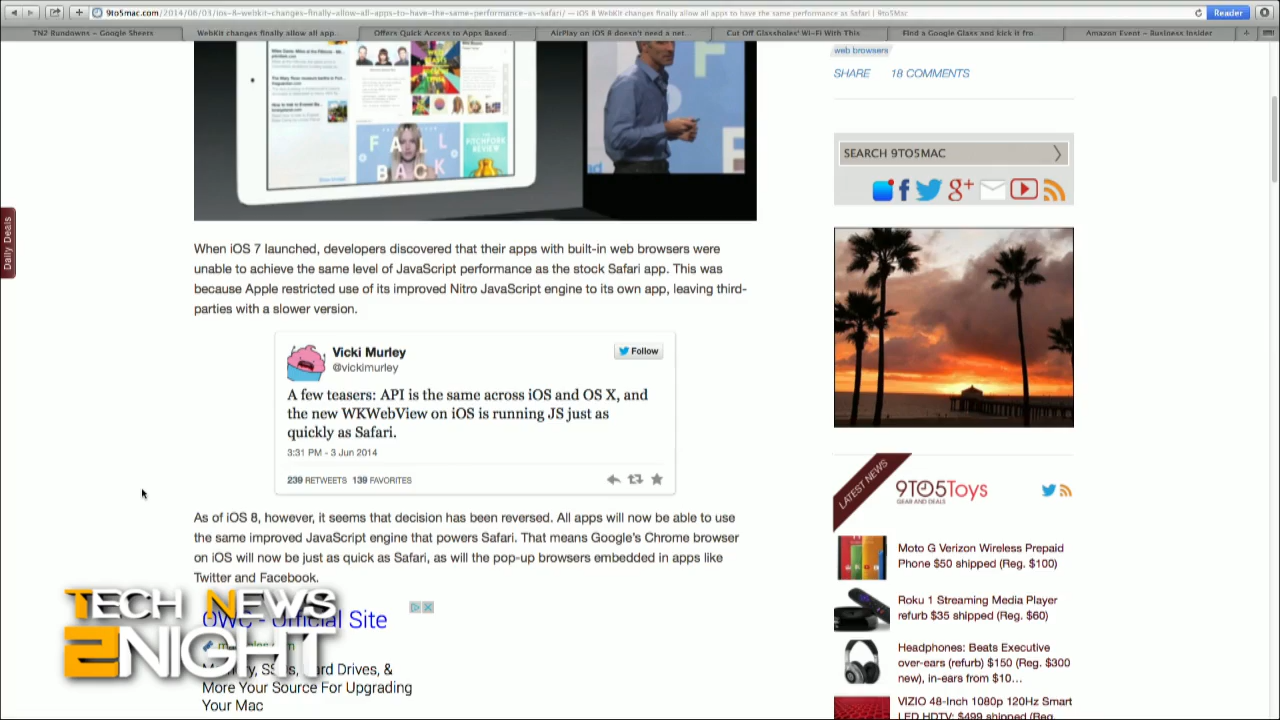 9to5mac.com/2014/06/03/ios-8-webkit-changes-finally-allow-all-apps-to-have-the-same-performance-as-safari/ — iOS 8 WebKit changes finally allow all apps to have the same performance as Safari | 9to5Mac
Reader
TN2 Rundowns – Google Sheets
WebKit changes finally allow all app...
Offers Quick Access to Apps Based...
AirPlay on iOS 8 doesn't need a net...
Cut Off Glassholes' Wi-Fi With This...
Find a Google Glass and kick it fro...
Amazon Event – Business Insider
web browsers
SHARE 18 COMMENTS
SEARCH 9TO5MAC
Daily Deals
FALL
BACK
THE
PITCHFORK
REVIEW
When iOS 7 launched, developers discovered that their apps with built-in web browsers were
unable to achieve the same level of JavaScript performance as the stock Safari app. This was
because Apple restricted use of its improved Nitro JavaScript engine to its own app, leaving third-
parties with a slower version.
Vicki Murley
@vickimurley
Follow
A few teasers: API is the same across iOS and OS X, and
the new WKWebView on iOS is running JS just as
quickly as Safari.
3:31 PM - 3 Jun 2014
239 RETWEETS 139 FAVORITES
As of iOS 8, however, it seems that decision has been reversed. All apps will now be able to use
the same improved JavaScript engine that powers Safari. That means Google's Chrome browser
on iOS will now be just as quick as Safari, as will the pop-up browsers embedded in apps like
Twitter and Facebook.
OWC - Official Site
Memory, SSDs, Hard Drives, &
More Your Source For Upgrading
Your Mac
TECH NEWS
2NIGHT
LATEST NEWS
9TO5Toys
GEAR AND DEALS
Moto G Verizon Wireless Prepaid
Phone $50 shipped (Reg. $100)
Roku 1 Streaming Media Player
refurb $35 shipped (Reg. $60)
Headphones: Beats Executive
over-ears (refurb) $150 (Reg. $300
new), in-ears from $10...
VIZIO 48-Inch 1080p 120Hz Smart
LED HDTV: $499 shipped (Reg.